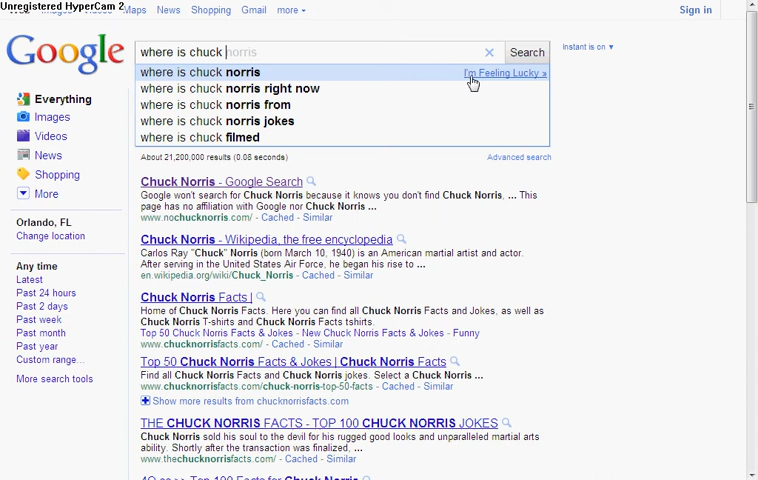 Unregistered HyperCam 2
Images Videos Maps News Shopping Gmail more Sign in
Google
where is chuck norris
Search
Instant is on
where is chuck norris
I'm Feeling Lucky »
where is chuck norris right now
where is chuck norris from
where is chuck norris jokes
where is chuck filmed
About 21,200,000 results (0.08 seconds)
Advanced search
Everything
Images
Videos
News
Shopping
More
Orlando, FL
Change location
Any time
Latest
Past 24 hours
Past 2 days
Past week
Past month
Past year
Custom range...
More search tools
Chuck Norris - Google Search
Google won't search for Chuck Norris because it knows you don't find Chuck Norris, ... This
page has no affiliation with Google nor Chuck Norris ...
www.nochucknorris.com/ - Cached - Similar
Chuck Norris - Wikipedia, the free encyclopedia
Carlos Ray "Chuck" Norris (born March 10, 1940) is an American martial artist and actor.
After serving in the United States Air Force, he began his rise to ...
en.wikipedia.org/wiki/Chuck_Norris - Cached - Similar
Chuck Norris Facts |
Home of Chuck Norris Facts. Here you can find all Chuck Norris Facts and Jokes, as well as
Chuck Norris T-shirts and Chuck Norris Facts tshirts.
Top 50 Chuck Norris Facts & Jokes - New Chuck Norris Facts & Jokes - Funny
www.chucknorrisfacts.com/ - Cached - Similar
Top 50 Chuck Norris Facts & Jokes | Chuck Norris Facts
Find all Chuck Norris Facts and Chuck Norris jokes. Select a Chuck Norris ...
www.chucknorrisfacts.com/chuck-norris-top-50-facts - Cached - Similar
Show more results from chucknorrisfacts.com
THE CHUCK NORRIS FACTS - TOP 100 CHUCK NORRIS JOKES
Chuck Norris sold his soul to the devil for his rugged good looks and unparalleled martial arts
ability. Shortly after the transaction was finalized, ...
www.thechucknorrisfacts.com/ - Cached - Similar